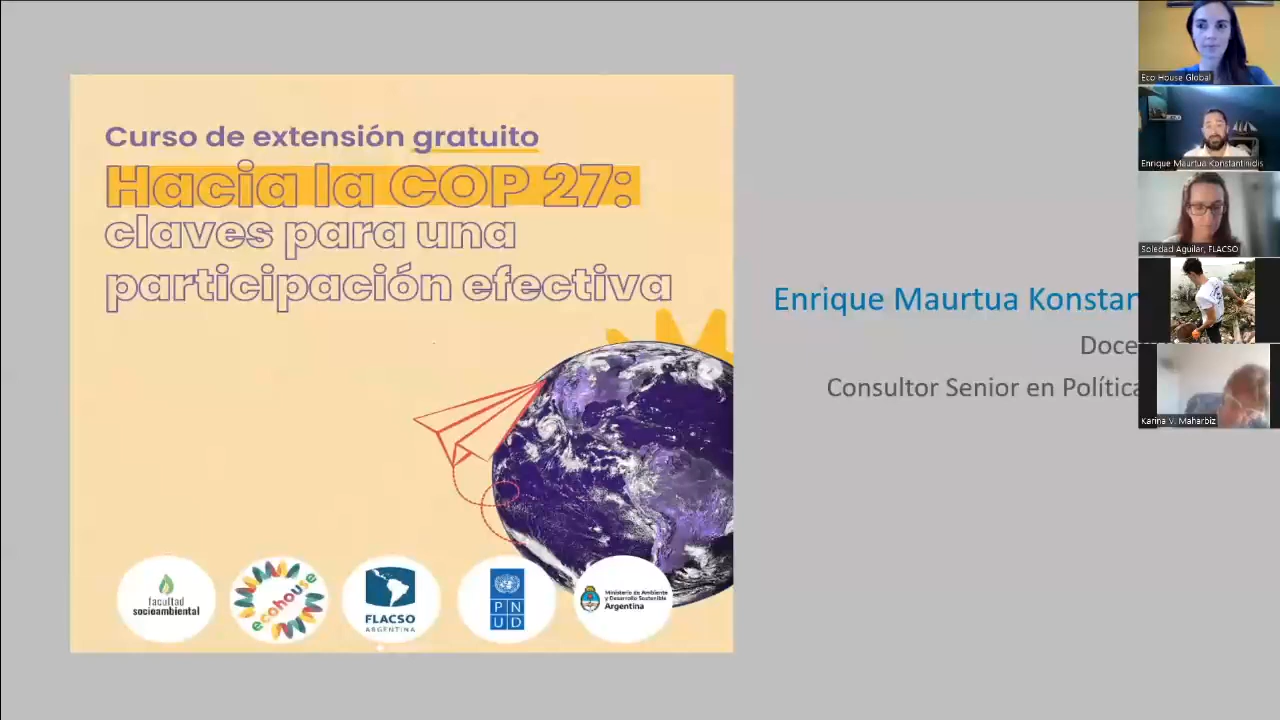 Curso de extensión gratuito
Hacia la COP 27:
claves para una
participación efectiva
facultad
socioambiental
ecohouse
FLACSO
ARGENTINA
P N
U D
Ministerio de Ambiente
y Desarrollo Sostenible
Argentina
Enrique Maurtua Konstan
Doce
Consultor Senior en Política
Eco House Global
Enrique Maurtua Konstantinidis
Soledad Aguilar, FLACSO
Karina V. Maharbiz